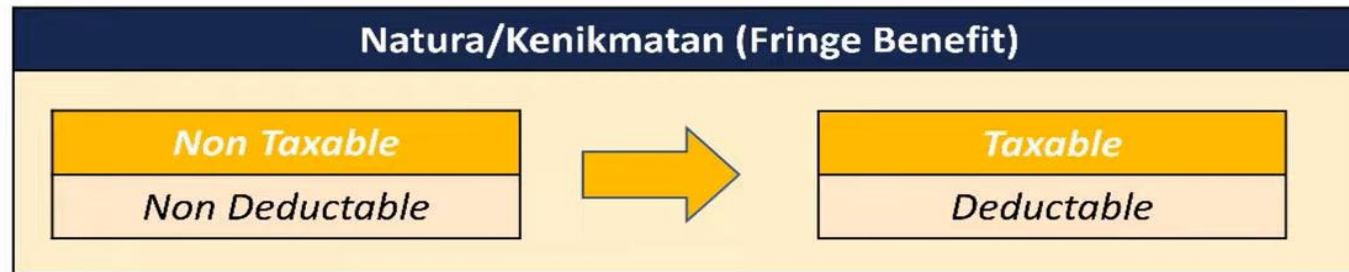 Natura/Kenikmatan (Fringe Benefit)
Non Taxable
Non Deductable
Taxable
Deductable